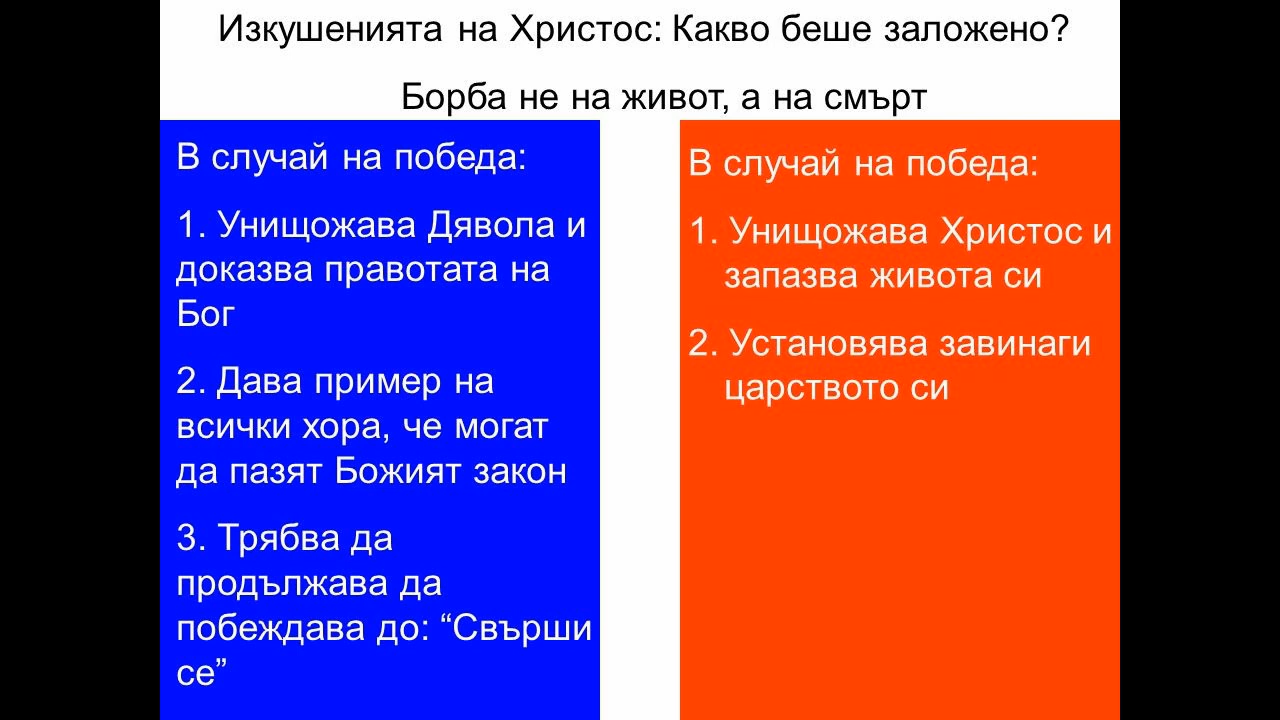 Изкушенията на Христос: Какво беше заложено?
Борба не на живот, а на смърт
В случай на победа:
1. Унищожава Дявола и
доказва правотата на
Бог
2. Дава пример на
всички хора, че могат
да пазят Божият закон
3. Трябва да
продължава да
побеждава до: “Свърши
се”
В случай на победа:
1. Унищожава Христос и
запазва живота си
2. Установява завинаги
царството си